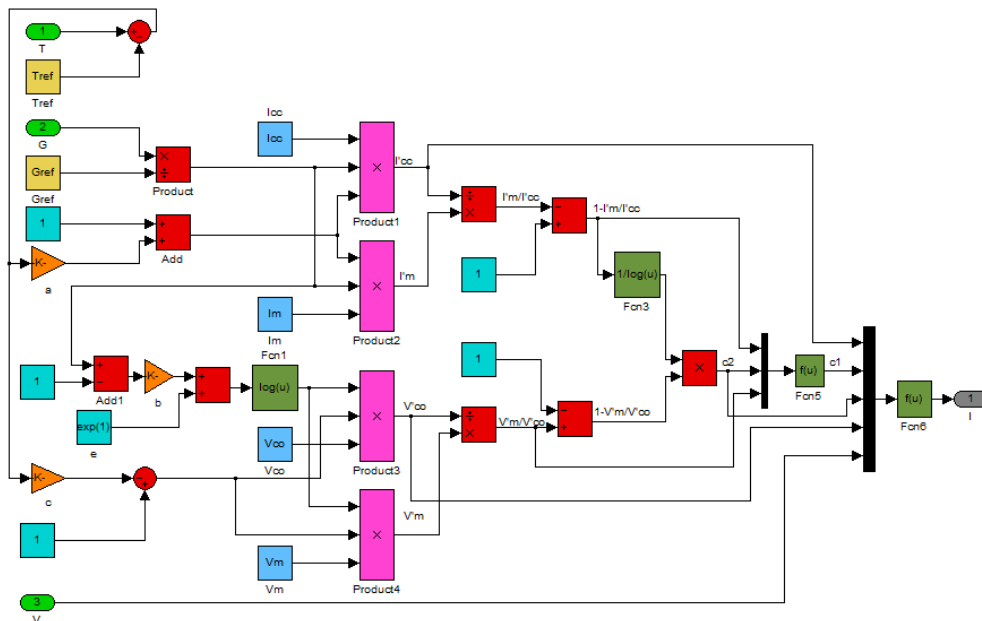 1
T
Tref
Tref
2
G
Gref
Gref
Product
1
Add
-K-
a
Icc
Icc
I'cc
Product1
I'm
Product2
Im
Im
I'm/I'cc
1
1-I'm/I'cc
1/log(u)
Fcn3
1
Add1
-K-
b
exp(1)
e
Fcn1
log(u)
V'co
Product3
Vco
-K-
c
1
V'm
Product4
Vm
Vm
1
V'm/V'co
1-V'm/V'co
c2
f(u)
Fcn5
c1
f(u)
Fcn6
1
I
3
V